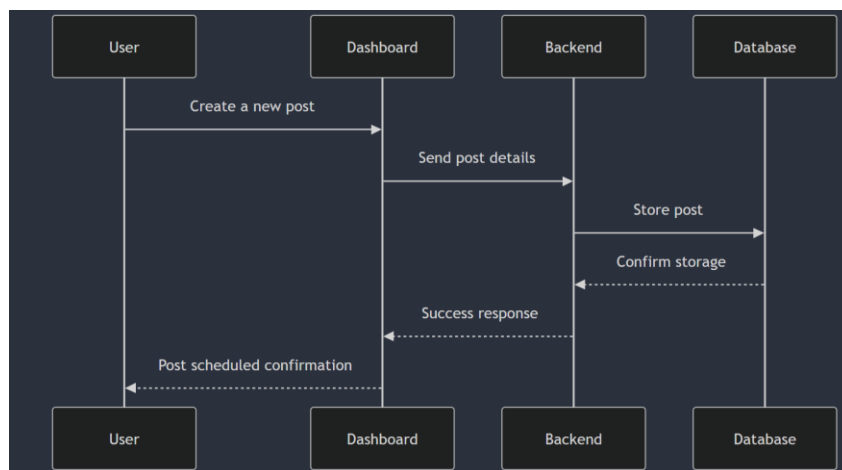 User
Dashboard
Backend
Database
Create a new post
Send post details
Store post
Confirm storage
Success response
Post scheduled confirmation
User
Dashboard
Backend
Database